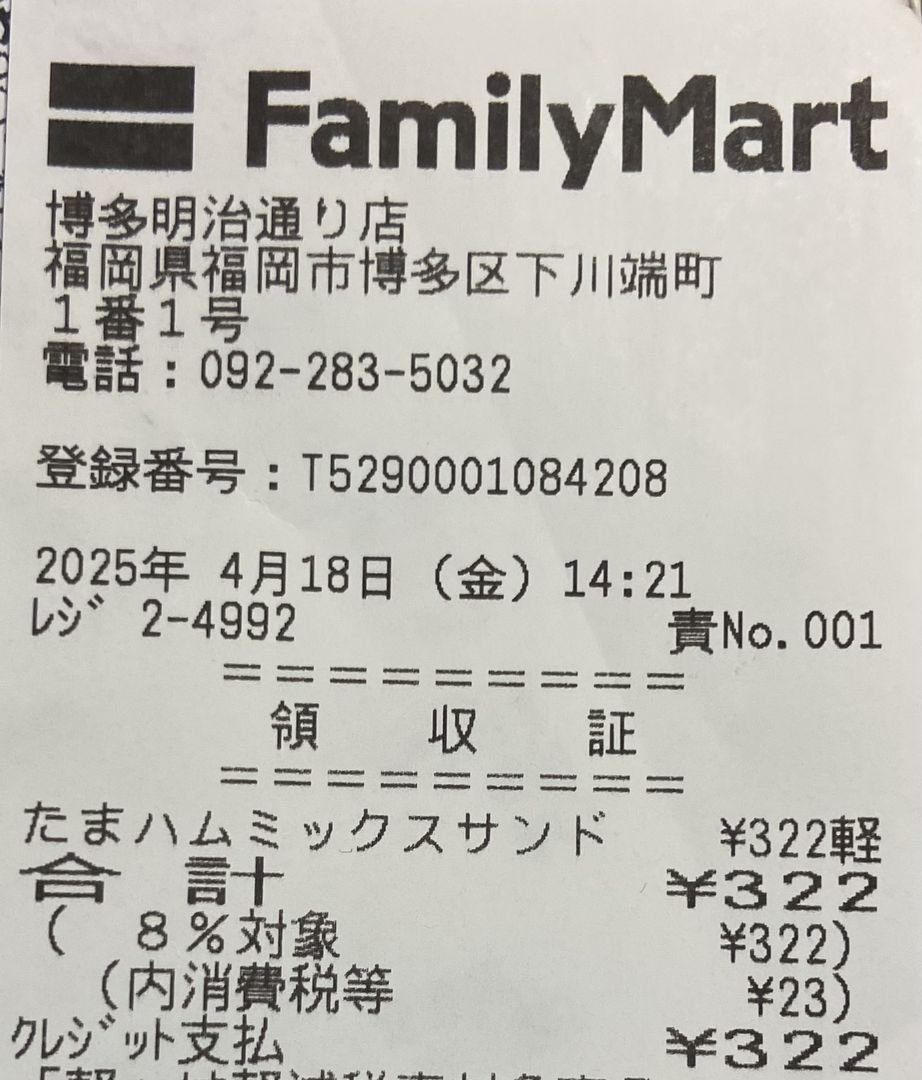 FamilyMart
博多明治通り店
福岡県福岡市博多区下川端町
1番1号
電話：092-283-5032
登録番号：T5290001084208
2025年 4月18日（金）14:21
ﾚｼﾞ 2-4992 責No.001
＝＝＝＝＝＝＝＝＝
領 収 証
＝＝＝＝＝＝＝＝＝
たまハムミックスサンド ¥322軽
合 計 ¥322
( 8%対象 ¥322)
(内消費税等 ¥23)
ｸﾚｼﾞｯﾄ支払 ¥322